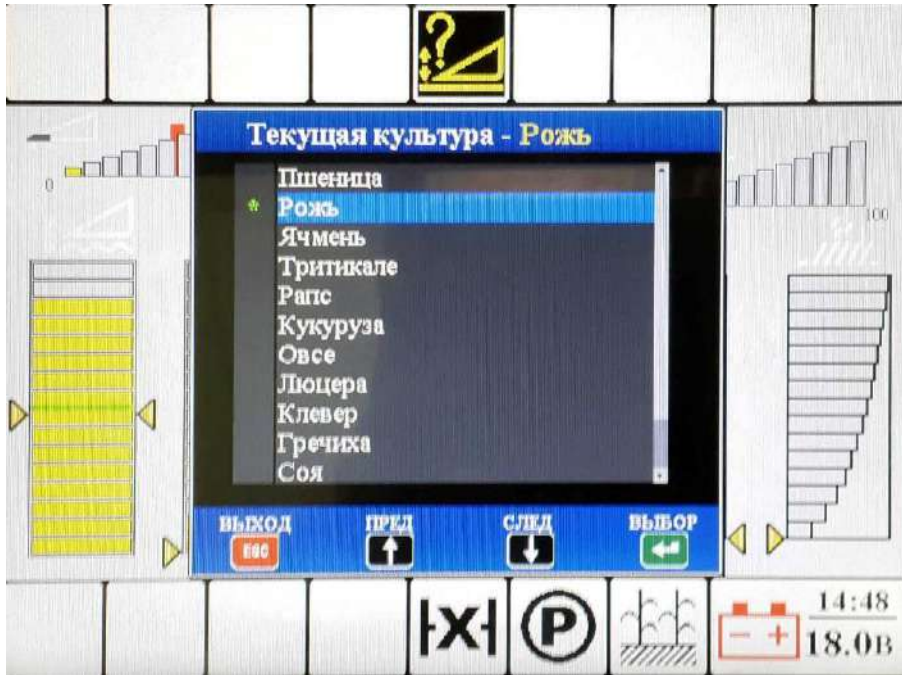 ?
Текущая культура - Рожь
0
100
Пшеница
* Рожь
Ячмень
Тритикале
Рапс
Кукуруза
Овсе
Люцера
Клевер
Гречиха
Соя
ВЫХОД ПРЕД СЛЕД ВЫБОР
ESC
X P
14:48
- + 18.0В